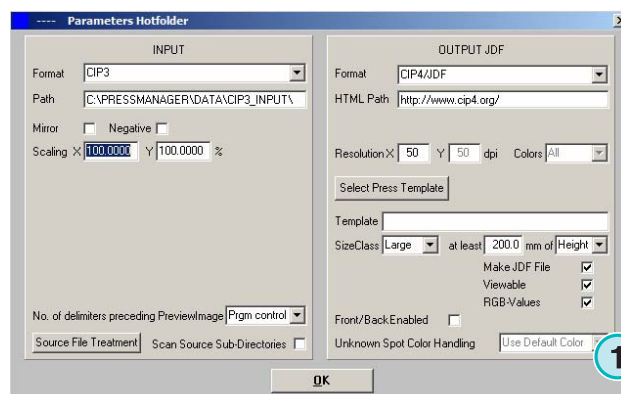 ---- Parameters Hotfolder
INPUT
Format CIP3
Path C:\PRESSMANAGER\DATA\CIP3_INPUT\
Mirror Negative
Scaling X 100.0000 Y 100.0000 %
No. of delimiters preceding PreviewImage Prgm control
Source File Treatment Scan Source Sub-Directories
OUTPUT JDF
Format CIP4/JDF
HTML Path http://www.cip4.org/
Resolution X 50 Y 50 dpi Colors All
Select Press Template
Template
SizeClass Large at least 200.0 mm of Height
Make JDF File
Viewable
RGB-Values
Front/Back Enabled
Unknown Spot Color Handling Use Default Color
1
OK